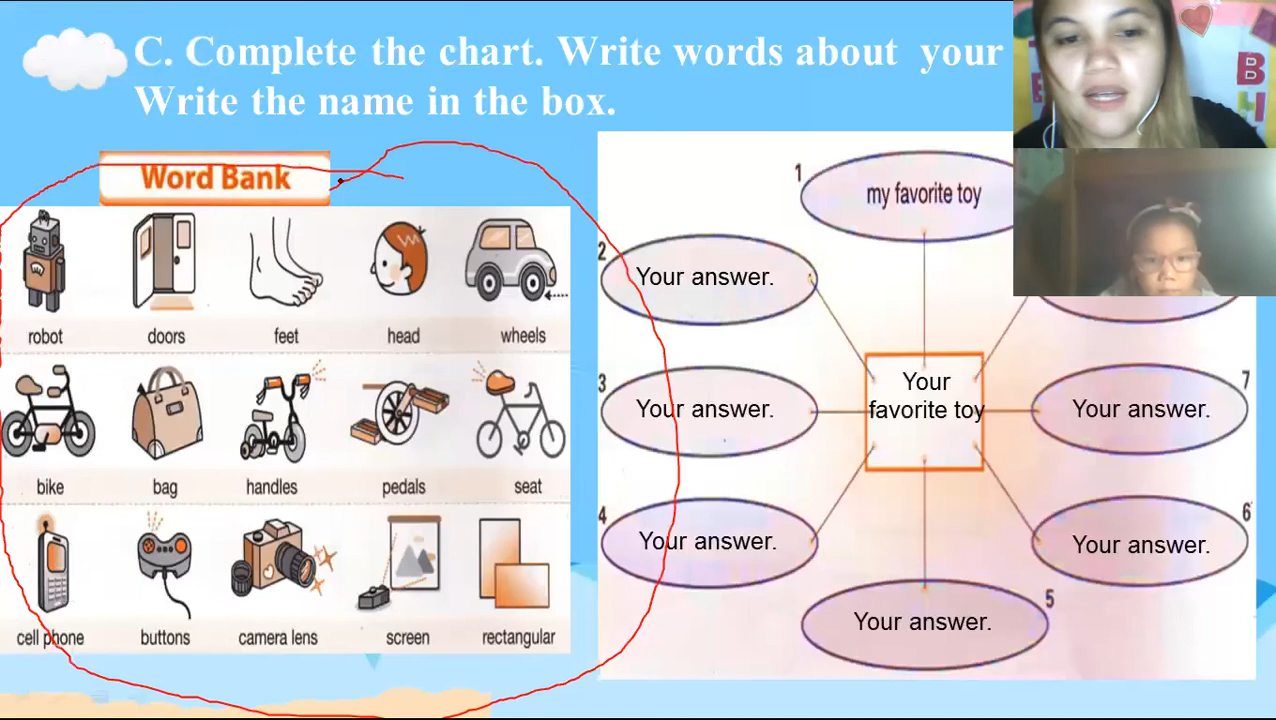 C. Complete the chart. Write words about your
Write the name in the box.
Word Bank
robot doors feet head wheels
bike bag handles pedals seat
cell phone buttons camera lens screen rectangular
1
my favorite toy
2
Your answer.
3
Your answer.
4
Your answer.
Your
favorite toy
7
Your answer.
6
Your answer.
5
Your answer.
B
H